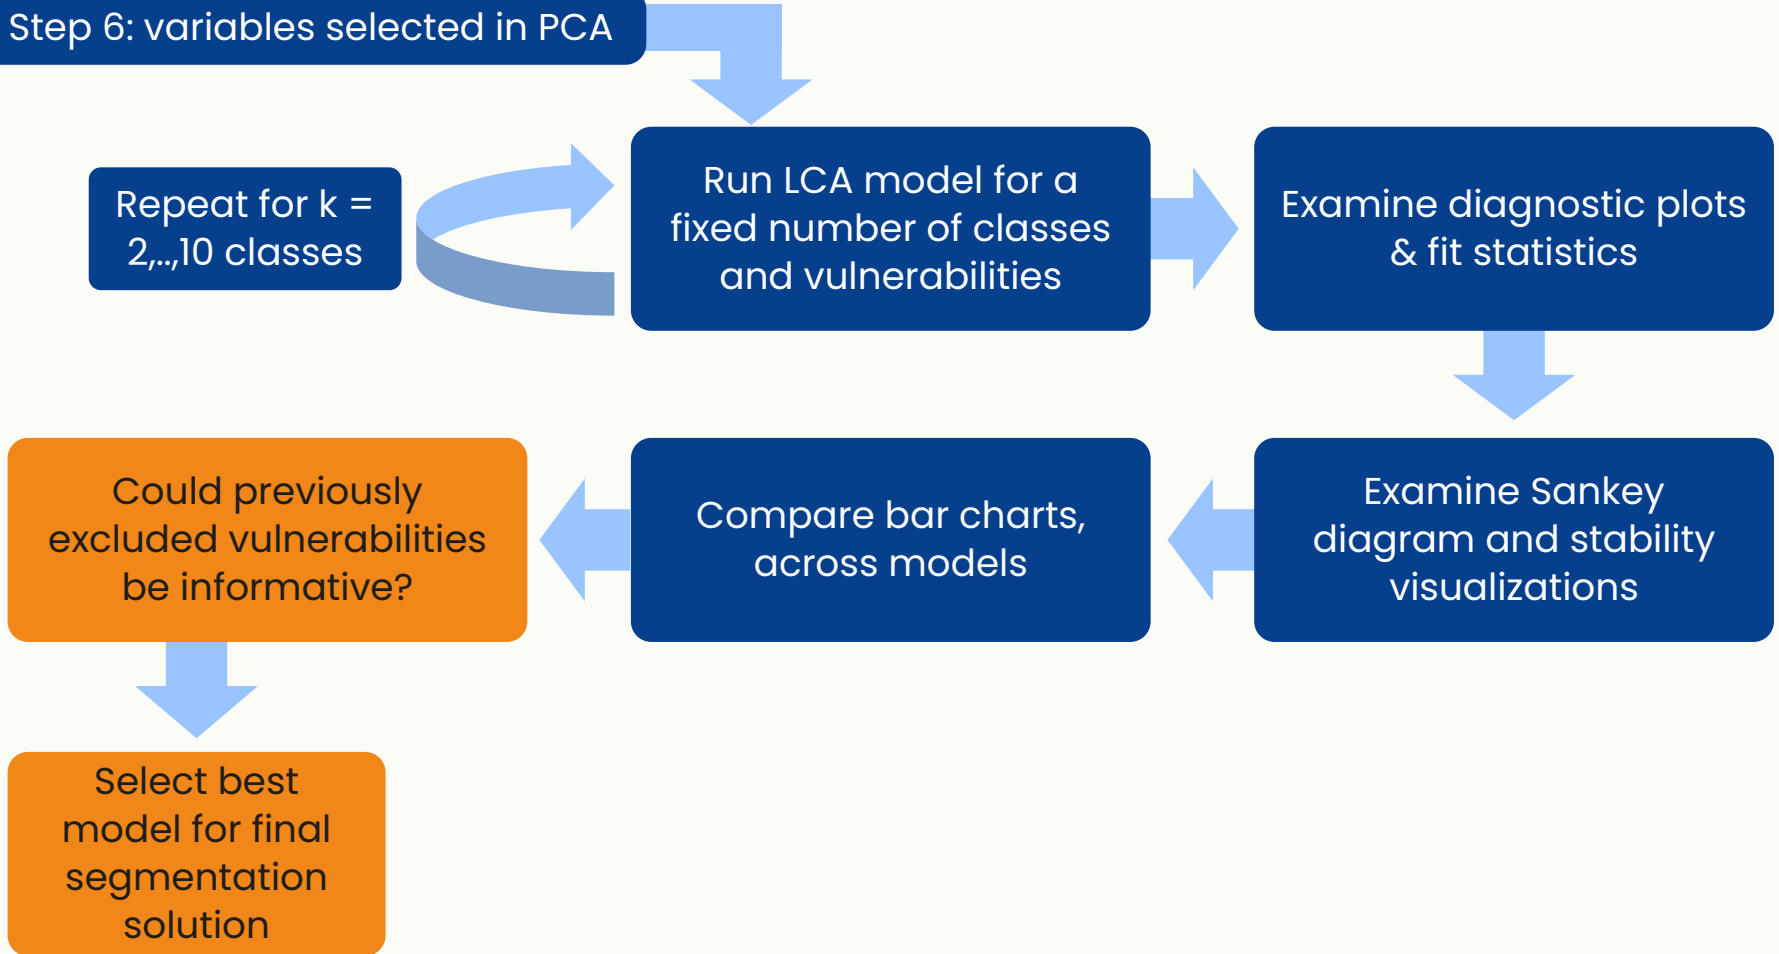 Step 6: variables selected in PCA
Repeat for k =
2,..,10 classes
Run LCA model for a
fixed number of classes
and vulnerabilities
Examine diagnostic plots
& fit statistics
Examine Sankey
diagram and stability
visualizations
Compare bar charts,
across models
Could previously
excluded vulnerabilities
be informative?
Select best
model for final
segmentation
solution